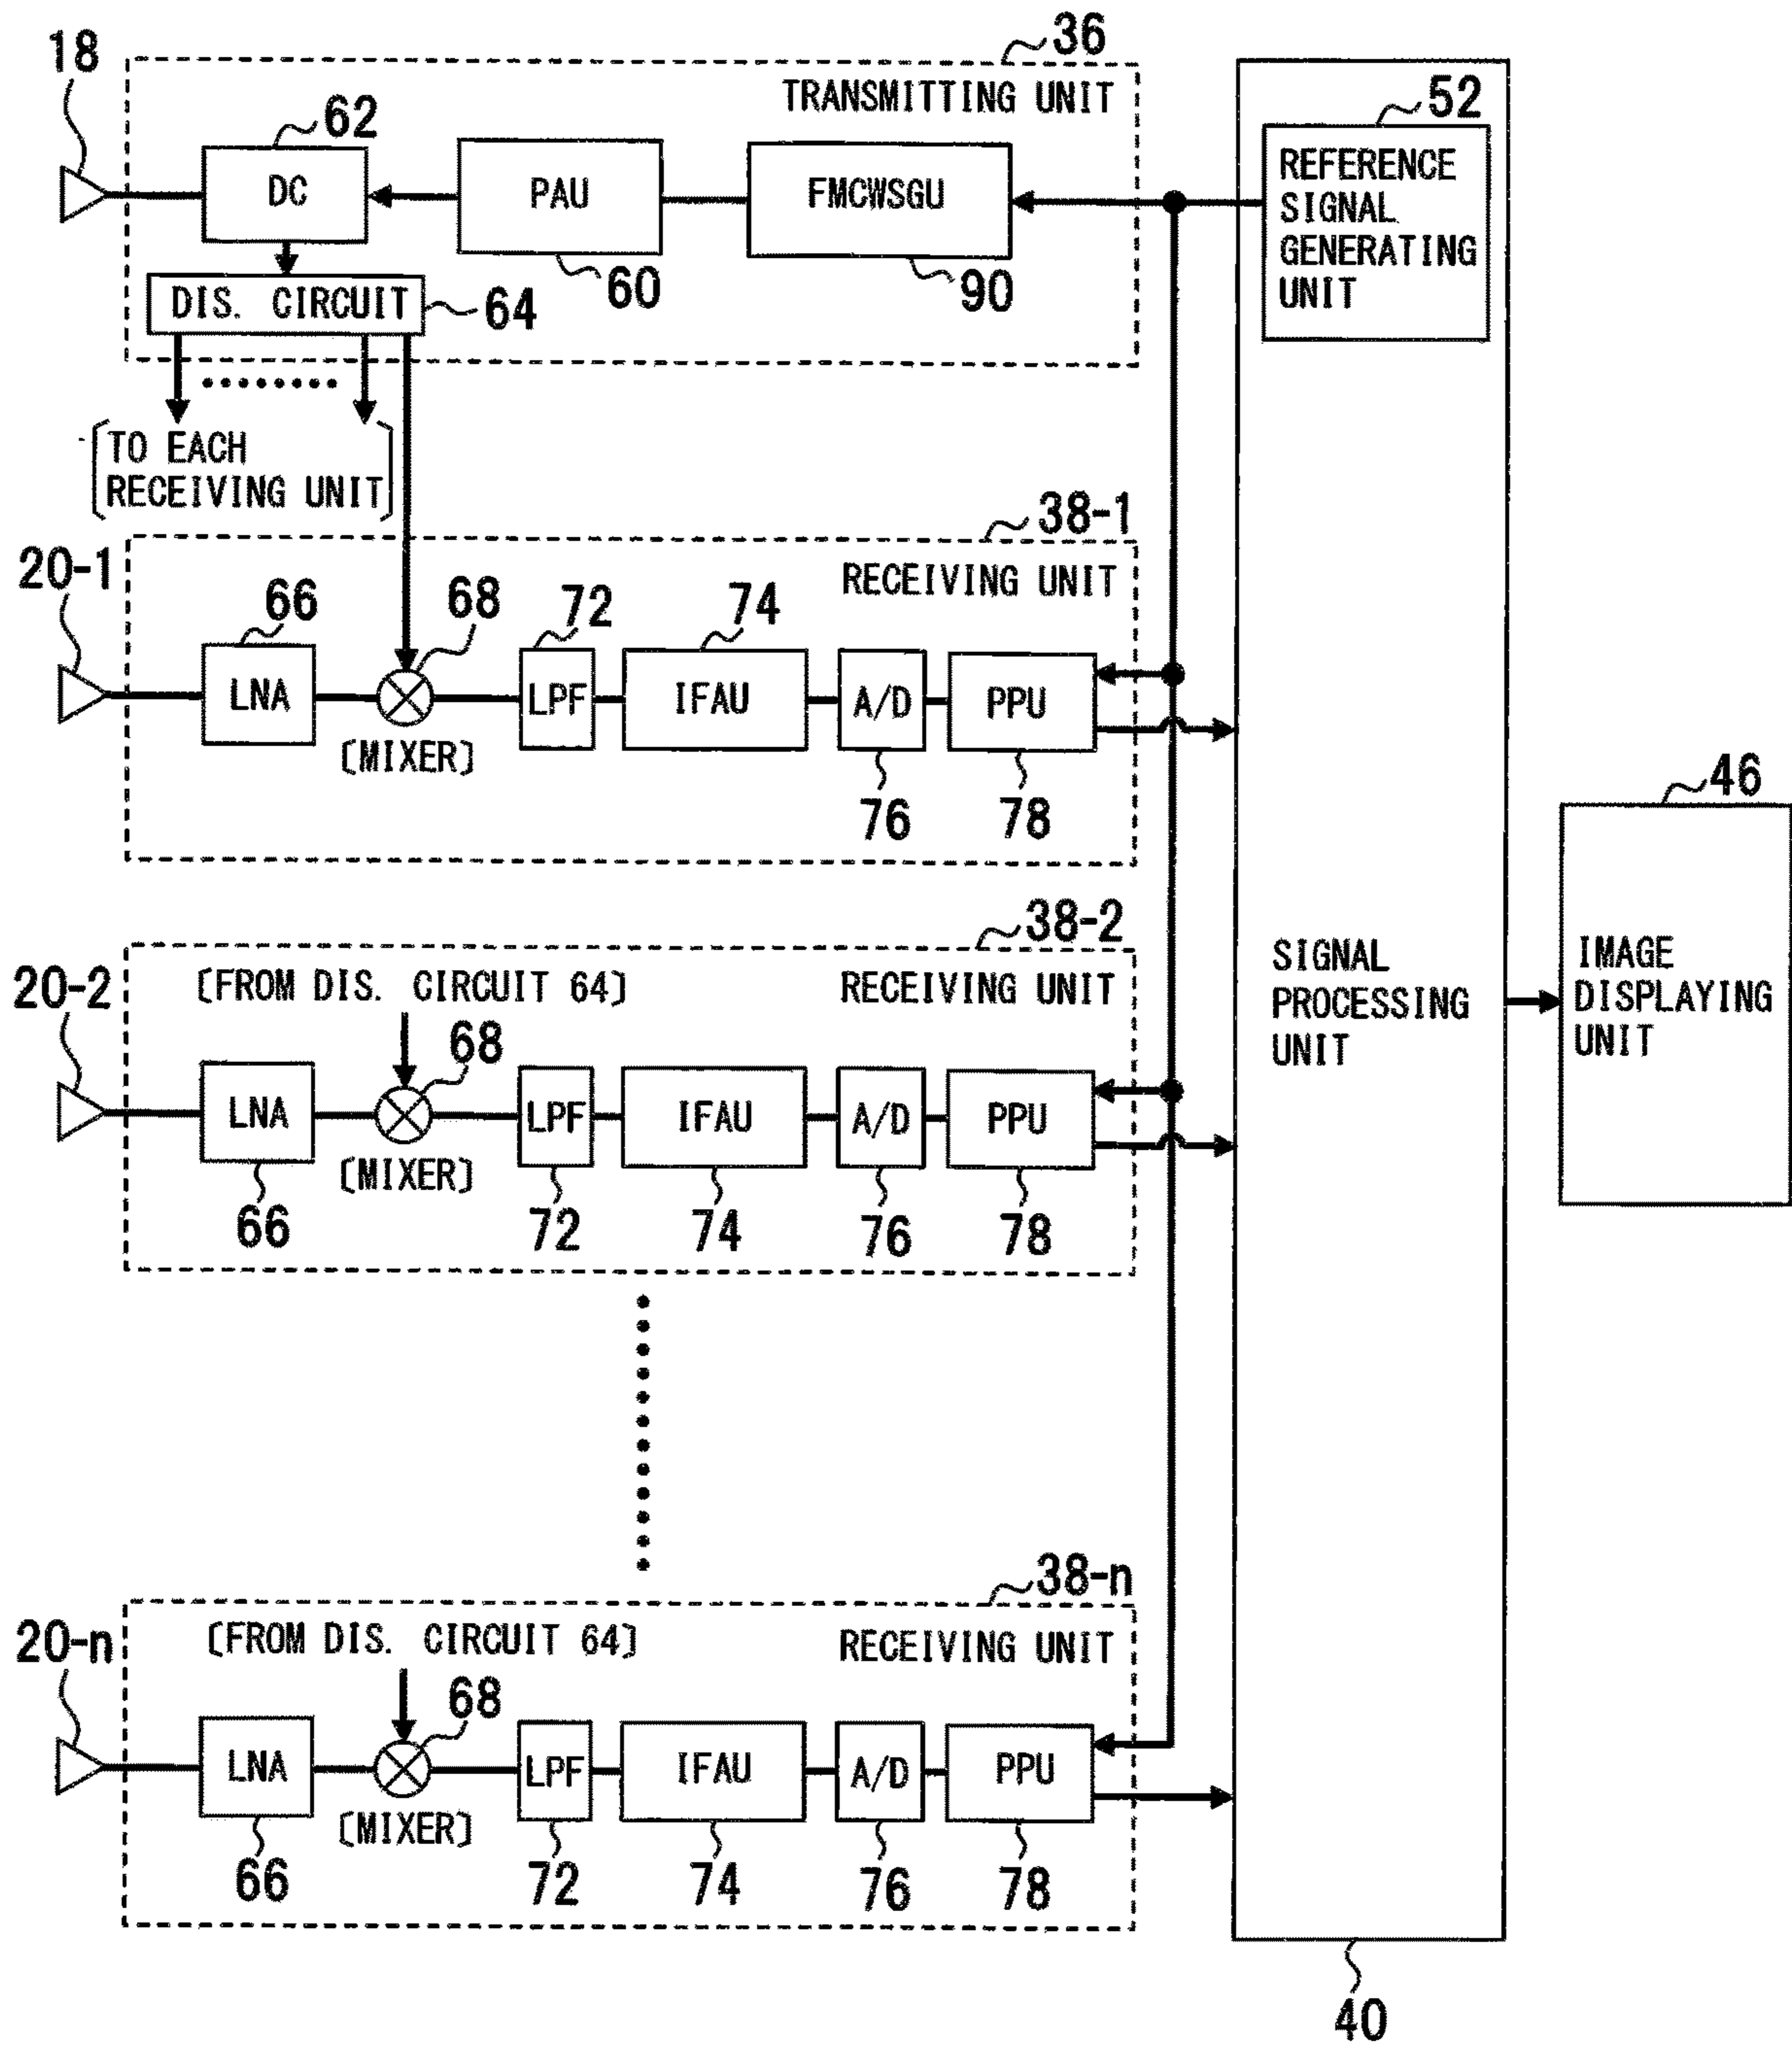 36
18
TRANSMITTING UNIT
52
62
DC
PAU
FMCWSGU
REFERENCE
SIGNAL
GENERATING
UNIT
60
90
DIS. CIRCUIT
64
[TO EACH
RECEIVING UNIT]
38-1
20-1
RECEIVING UNIT
66
68
72
74
LNA
LPF
IFAU
A/D
PPU
[MIXER]
76
78
46
38-2
20-2
[FROM DIS. CIRCUIT 64]
RECEIVING UNIT
SIGNAL
PROCESSING
UNIT
IMAGE
DISPLAYING
UNIT
68
LNA
LPF
IFAU
A/D
PPU
[MIXER]
66
72
74
76
78
38-n
20-n
[FROM DIS. CIRCUIT 64]
RECEIVING UNIT
68
LNA
LPF
IFAU
A/D
PPU
[MIXER]
66
72
74
76
78
40